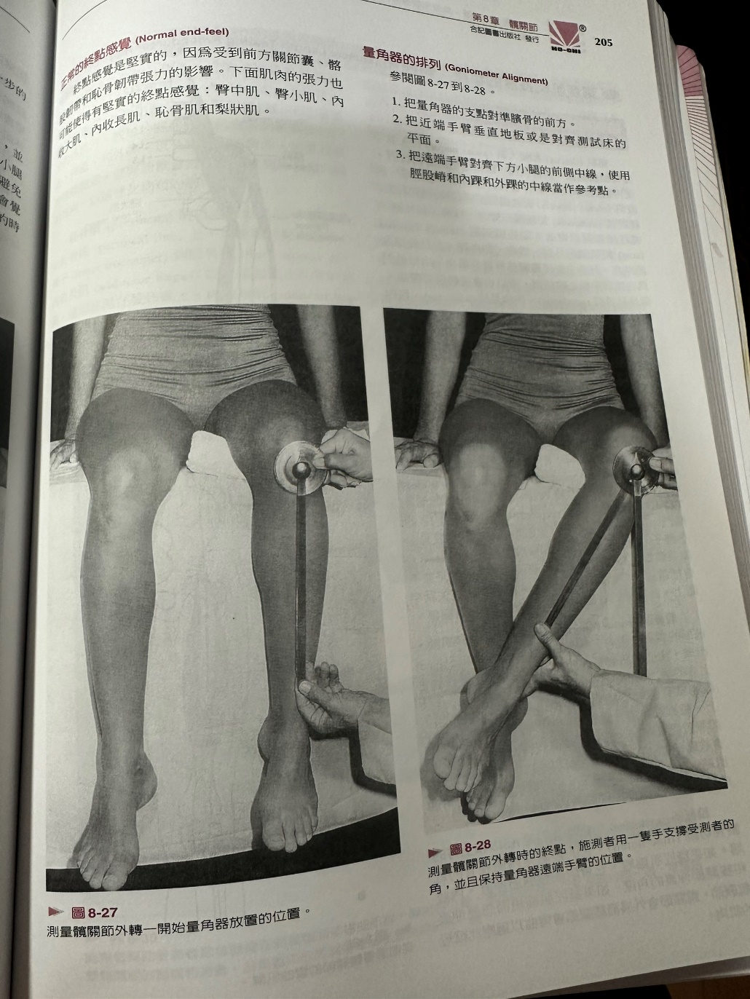 第8章 髖關節
合記圖書出版社 發行
HO-CHI
®
205
正常的終點感覺 (Normal end-feel)
終點感覺是堅實的，因為受到前方關節囊、髂
股韌帶和恥骨韌帶張力的影響。下面肌肉的張力也
可能使得有堅實的終點感覺：臀中肌、臀小肌、內
收大肌、內收長肌、恥骨肌和梨狀肌。
量角器的排列 (Goniometer Alignment)
參閱圖8-27到8-28。
1. 把量角器的支點對準髕骨的前方。
2. 把近端手臂垂直地板或是對齊測試床的
平面。
3. 把遠端手臂對齊下方小腿的前側中線，使用
脛股嵴和內踝和外踝的中線當作參考點。
圖 8-27
測量髖關節外轉一開始量角器放置的位置。
圖 8-28
測量髖關節外轉時的終點，施測者用一隻手支撐受測者的
角，並且保持量角器遠端手臂的位置。
步的
，並
小腿
避免
會覺
的時